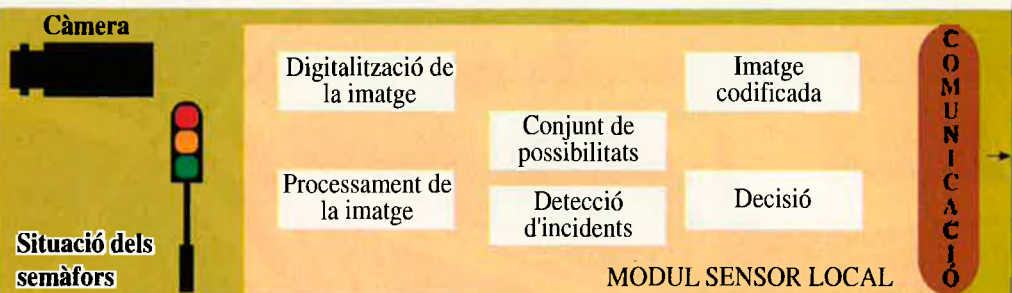 Càmera
Digitalització de
la imatge
Imatge
codificada
Conjunt de
possibilitats
Processament de
la imatge
Detecció
d'incidents
Decisió
Situació dels
semàfors
MODUL SENSOR LOCAL
COMUNICACIÓ